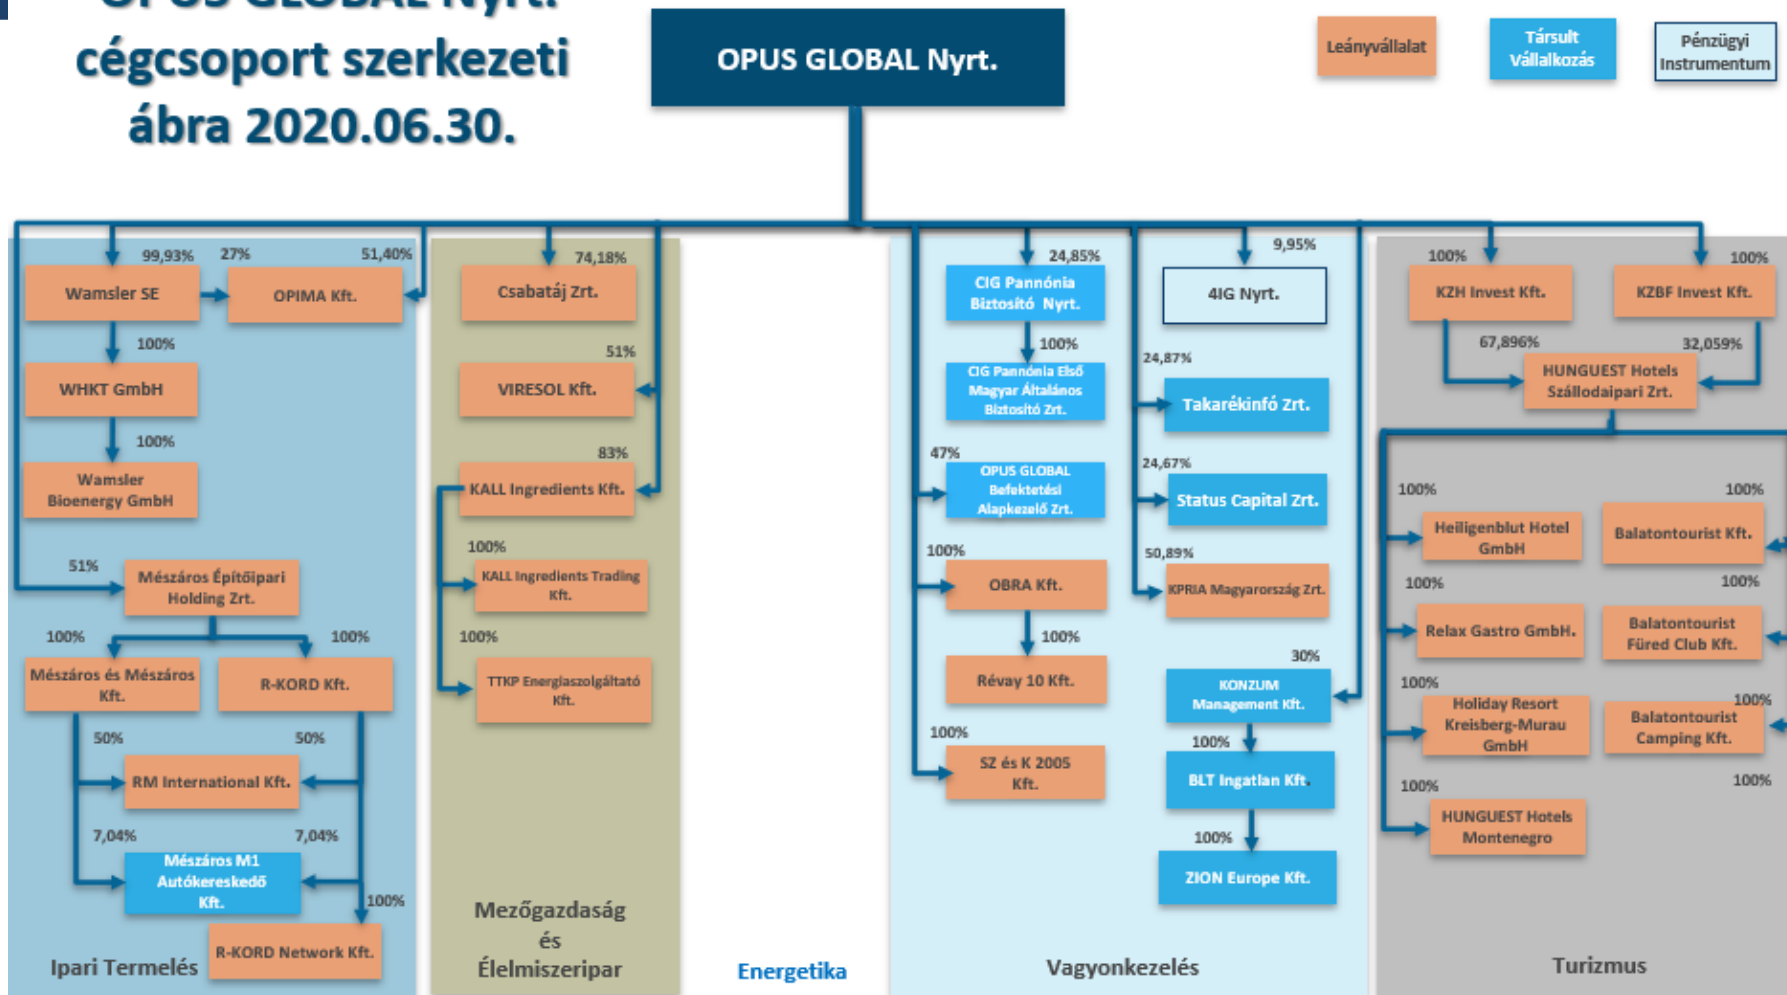 OPUS GLOBAL Nyrt.
cégcsoport szerkezeti
ábra 2020.06.30.
OPUS GLOBAL Nyrt.
Leányvállalat
Társult
Vállalkozás
Pénzügyi
Instrumentum
99,93%
27%
51,40%
Wamsler SE
OPIMA Kft.
100%
WHKT GmbH
100%
Wamsler
Bioenergy GmbH
51%
Mészáros Építőipari
Holding Zrt.
100%
100%
Mészáros és Mészáros
Kft.
R-KORD Kft.
50%
50%
RM International Kft.
7,04%
7,04%
Mészáros M1
Autókereskedő
Kft.
100%
R-KORD Network Kft.
Ipari Termelés
74,18%
Csabatáj Zrt.
51%
VIRESOL Kft.
83%
KALL Ingredients Kft.
100%
KALL Ingredients Trading
Kft.
100%
TTKP Energiaszolgáltató
Kft.
Mezőgazdaság
és
Élelmiszeripar
Energetika
24,85%
CIG Pannónia
Biztosító Nyrt.
100%
CIG Pannónia Első
Magyar Általános
Biztosító Zrt.
47%
OPUS GLOBAL
Befektetési
Alapkezelő Zrt.
100%
OBRA Kft.
100%
Révay 10 Kft.
100%
SZ és K 2005
Kft.
9,95%
4IG Nyrt.
24,87%
Takarékinfó Zrt.
24,67%
Status Capital Zrt.
50,89%
KPRIA Magyarország Zrt.
30%
KONZUM
Management Kft.
100%
BLT Ingatlan Kft.
100%
ZION Europe Kft.
Vagyonkezelés
100%
100%
KZH Invest Kft.
KZBF Invest Kft.
67,896%
32,059%
HUNGUEST Hotels
Szállodaipari Zrt.
100%
Heiligenblut Hotel
GmbH
100%
Relax Gastro GmbH.
100%
Holiday Resort
Kreisberg-Murau
GmbH
100%
HUNGUEST Hotels
Montenegro
100%
Balatontourist Kft.
100%
Balatontourist
Füred Club Kft.
100%
Balatontourist
Camping Kft.
100%
Turizmus